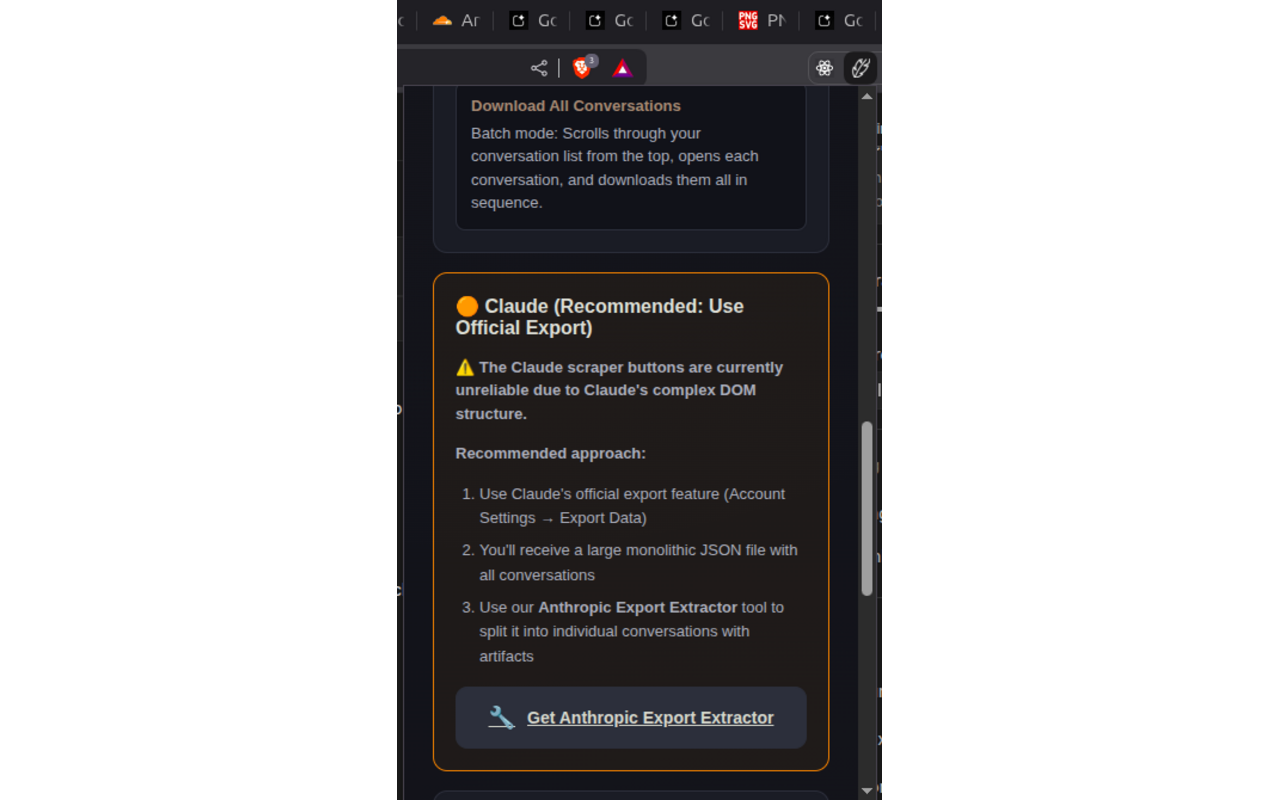 Ar
Gc
Gc
Gc
PNG
SVG
PN
Gc
3
Download All Conversations
Batch mode: Scrolls through your
conversation list from the top, opens each
conversation, and downloads them all in
sequence.
🟠 Claude (Recommended: Use
Official Export)
⚠️ The Claude scraper buttons are currently
unreliable due to Claude's complex DOM
structure.
Recommended approach:
1. Use Claude's official export feature (Account
Settings → Export Data)
2. You'll receive a large monolithic JSON file with
all conversations
3. Use our Anthropic Export Extractor tool to
split it into individual conversations with
artifacts
🔧 Get Anthropic Export Extractor